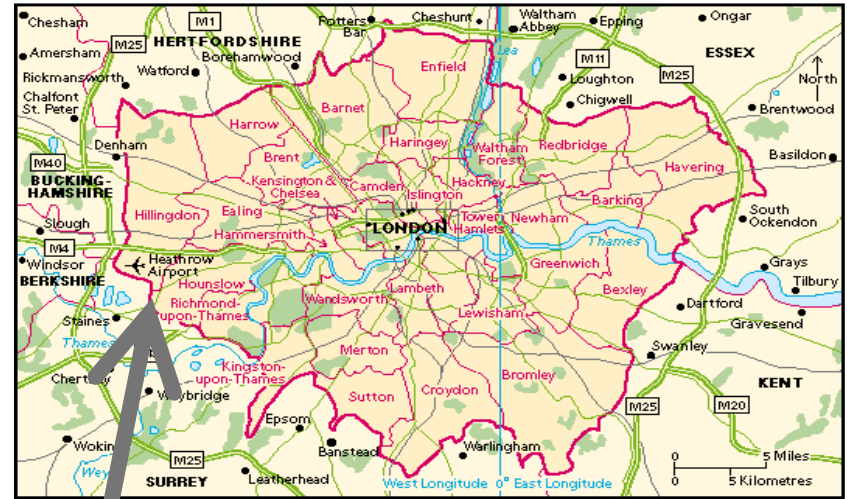 Chesham
M1
Potters
Bar
Cheshunt
Waltham
Abbey
Epping
Ongar
M25
HERTFORDSHIRE
Amersham
Borehamwood
Enfield
Lea
M11
ESSEX
Rickmansworth
Watford
Loughton
M25
North
Chalfont
St. Peter
Barnet
Chigwell
Brentwood
Harrow
Denham
Haringey
Waltham
Forest
Redbridge
Basildon
M40
Brent
Havering
BUCKING-
HAMSHIRE
Kensington &
Chelsea
Camden
Islington
Hackney
Barking
Hillingdon
Ealing
Tower
Hamlets
Newham
South
Ockendon
Slough
Hammersmith
LONDON
Thames
M4
Windsor
Heathrow
Airport
Greenwich
Grays
BERKSHIRE
Hounslow
Lambeth
Bexley
Tilbury
Richmond
upon-Thames
Wandsworth
Lewisham
Dartford
Staines
Gravesend
Thames
Merton
Swanley
Kingston-
upon-Thames
KENT
Weybridge
Sutton
Croydon
Bromley
M25
M20
Epsom
Banstead
Warlingham
M25
0
5 Miles
SURREY
Leatherhead
West Longitude 0° East Longitude
0
5 Kilometres